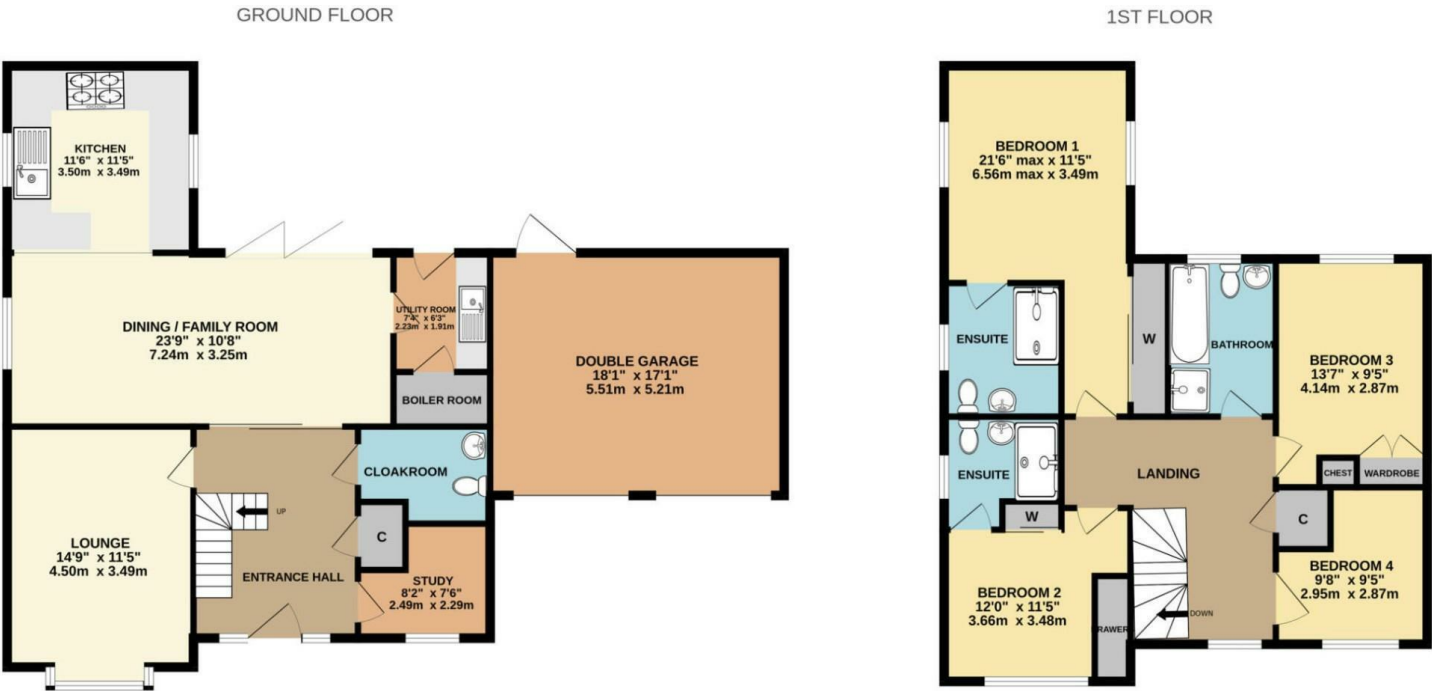 GROUND FLOOR
KITCHEN
11'6" x 11'5"
3.50m x 3.49m
DINING / FAMILY ROOM
23'9" x 10'8"
7.24m x 3.25m
UTILITY ROOM
7'4" x 6'3"
2.23m x 1.91m
BOILER ROOM
DOUBLE GARAGE
18'1" x 17'1"
5.51m x 5.21m
LOUNGE
14'9" x 11'5"
4.50m x 3.49m
UP
ENTRANCE HALL
CLOAKROOM
C
STUDY
8'2" x 7'6"
2.49m x 2.29m
1ST FLOOR
BEDROOM 1
21'6" max x 11'5"
6.56m max x 3.49m
ENSUITE
W
BATHROOM
BEDROOM 3
13'7" x 9'5"
4.14m x 2.87m
CHEST
WARDROBE
ENSUITE
W
LANDING
C
BEDROOM 2
12'0" x 11'5"
3.66m x 3.48m
RAWER
DOWN
BEDROOM 4
9'8" x 9'5"
2.95m x 2.87m